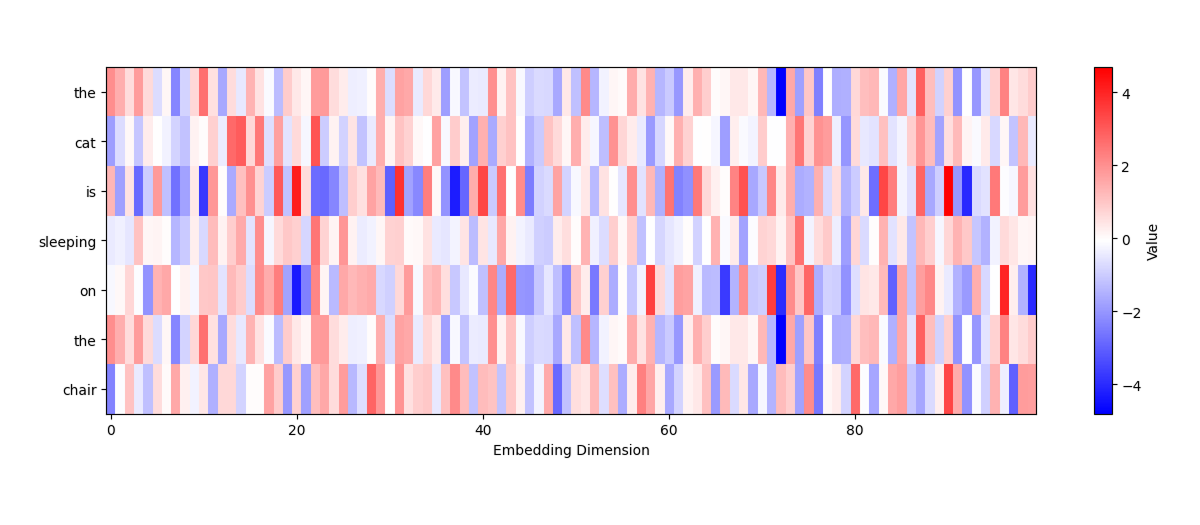 the
cat
is
sleeping
on
the
chair
0 20 40 60 80
Embedding Dimension
4
2
0
−2
−4
Value